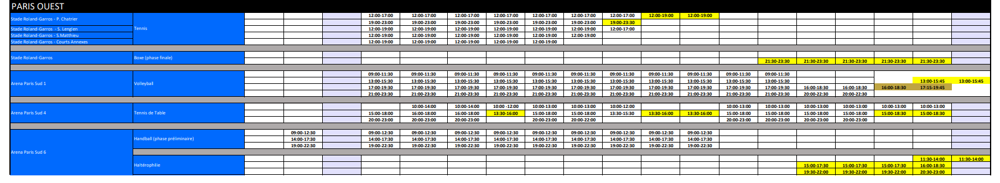 PARIS OUEST
Stade Roland-Garros - P. Chatrier Tennis 12:00-17:00 12:00-17:00 12:00-17:00 12:00-17:00 12:00-17:00 12:00-17:00 12:00-17:00 12:00-19:00 12:00-19:00
19:00-23:00 19:00-23:00 19:00-23:00 19:00-23:00 19:00-23:00 19:00-23:00 19:00-23:30
Stade Roland-Garros - S. Lenglen 12:00-19:00 12:00-19:00 12:00-19:00 12:00-19:00 12:00-19:00 12:00-19:00 12:00-17:00
Stade Roland-Garros - S.Matthieu 12:00-19:00 12:00-19:00 12:00-19:00 12:00-19:00 12:00-19:00 12:00-19:00
Stade Roland-Garros - Courts Annexes 12:00-19:00 12:00-19:00 12:00-19:00 12:00-19:00 12:00-19:00
Stade Roland-Garros Boxe (phase finale)
21:30-23:30 21:30-23:30 21:30-23:30 21:30-23:30 21:30-23:30
Arena Paris Sud 1 Volleyball 09:00-11:30 09:00-11:30 09:00-11:30 09:00-11:30 09:00-11:30 09:00-11:30 09:00-11:30 09:00-11:30 09:00-11:30 09:00-11:30 09:00-11:30
13:00-15:30 13:00-15:30 13:00-15:30 13:00-15:30 13:00-15:30 13:00-15:30 13:00-15:30 13:00-15:30 13:00-15:30 13:00-15:30 13:00-15:30 13:00-15:45 13:00-15:45
17:00-19:30 17:00-19:30 17:00-19:30 17:00-19:30 17:00-19:30 17:00-19:30 17:00-19:30 17:00-19:30 17:00-19:30 17:00-19:30 17:00-19:30 16:00-18:30 16:00-18:30 16:00-18:30 17:15-19:45
21:00-23:30 21:00-23:30 21:00-23:30 21:00-23:30 21:00-23:30 21:00-23:30 21:00-23:30 21:00-23:30 21:00-23:30 21:00-23:30 21:00-23:30 20:00-22:30 20:00-22:30
Arena Paris Sud 4 Tennis de Table 10:00-14:00 10:00-14:00 10:00 -12:00 10:00-13:00 10:00-13:00 10:00-12:00 10:00-13:00 10:00-13:00 10:00-13:00 10:00-13:00 10:00-13:00 10:00-13:00
15:00-18:00 16:00-18:00 16:00-18:00 13:30-16:00 15:00-18:00 15:00-18:00 13:30-15:30 13:30-16:00 13:30-16:00 15:00-18:00 15:00-18:00 15:00-18:00 15:00-18:00 15:00-18:30 15:00-18:30
20:00-23:00 20:00-23:00 20:00-23:00 20:00-23:00 20:00-22:00 20:00-23:00 20:00-23:00 20:00-23:00 20:00-23:00
Arena Paris Sud 6 Handball (phase préliminaire) 09:00-12:30 09:00-12:30 09:00-12:30 09:00-12:30 09:00-12:30 09:00-12:30 09:00-12:30 09:00-12:30 09:00-12:30 09:00-12:30
14:00-17:30 14:00-17:30 14:00-17:30 14:00-17:30 14:00-17:30 14:00-17:30 14:00-17:30 14:00-17:30 14:00-17:30 14:00-17:30
19:00-22:30 19:00-22:30 19:00-22:30 19:00-22:30 19:00-22:30 19:00-22:30 19:00-22:30 19:00-22:30 19:00-22:30 19:00-22:30
Haltérophilie 11:30-14:00 11:30-14:00
15:00-17:30 15:00-17:30 15:00-17:30 16:00-18:30
19:30-22:00 19:30-22:00 19:30-22:00 20:30-23:00